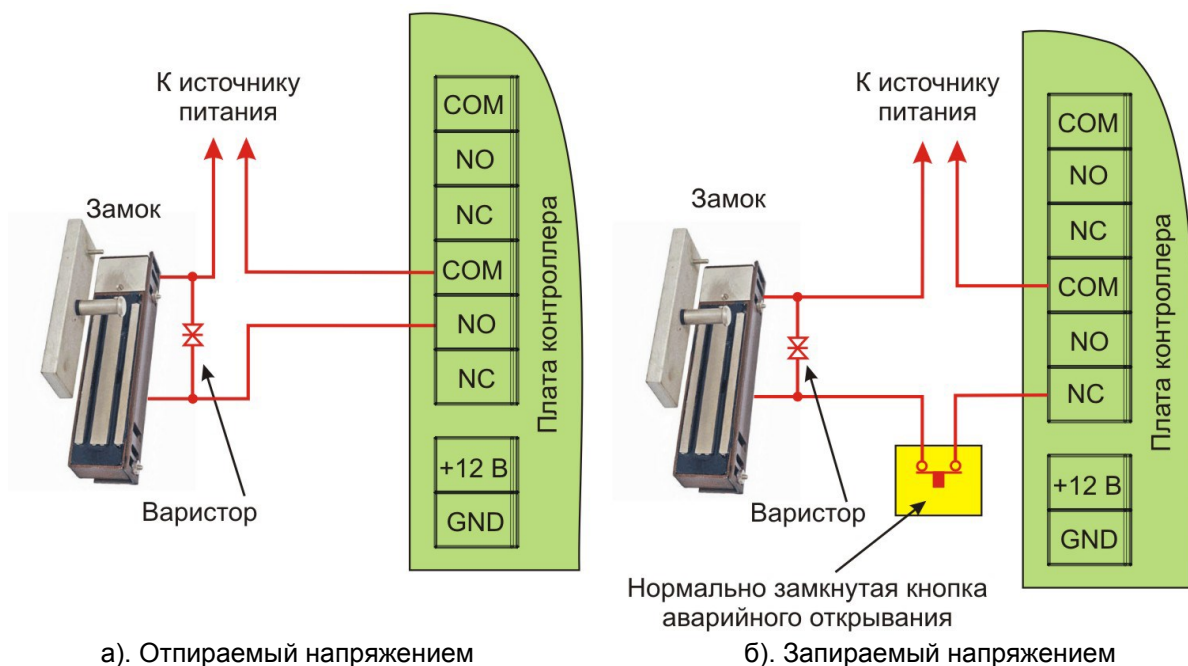 К источнику
питания
Замок
Варистор
COM
NO
NC
COM
NO
NC
+12 В
GND
Плата контроллера
а). Отпираемый напряжением
К источнику
питания
Замок
Варистор
COM
NO
NC
COM
NO
NC
+12 В
GND
Плата контроллера
Нормально замкнутая кнопка
аварийного открывания
б). Запираемый напряжением